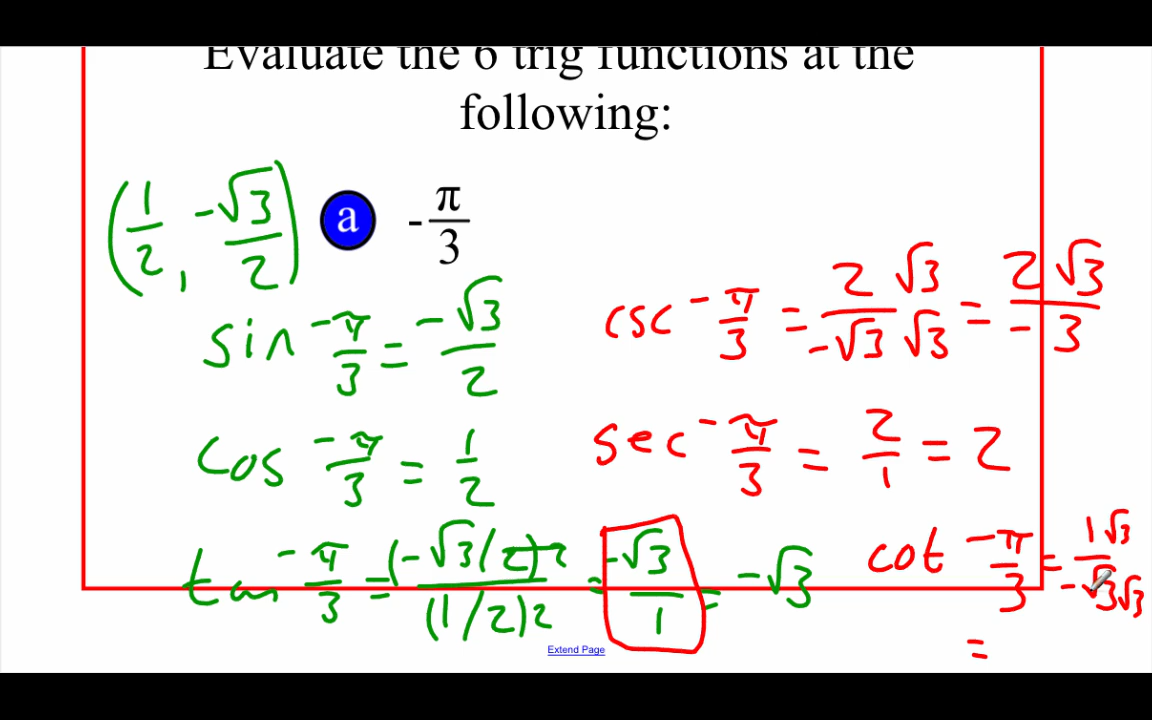 Evaluate the 6 trig functions at the
following:
(1/2, -√3/2) a -π/3
sin -π/3 = -√3/2
csc -π/3 = 2 √3/-√3 √3 = 2√3/-3
cos -π/3 = 1/2
sec -π/3 = 2/1 = 2
tan -π/3 = (-√3/2)2/(1/2)2 = -√3/1 = -√3
cot -π/3 = 1√3/-√3√3
=
Extend Page